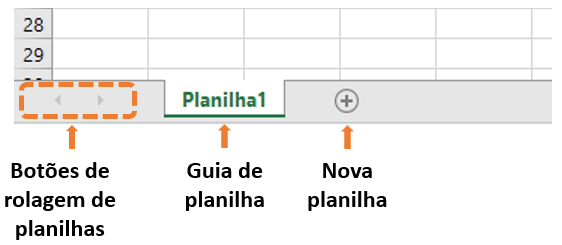 28
29
Planilha1
Botões de
rolagem de
planilhas
Guia de
planilha
Nova
planilha